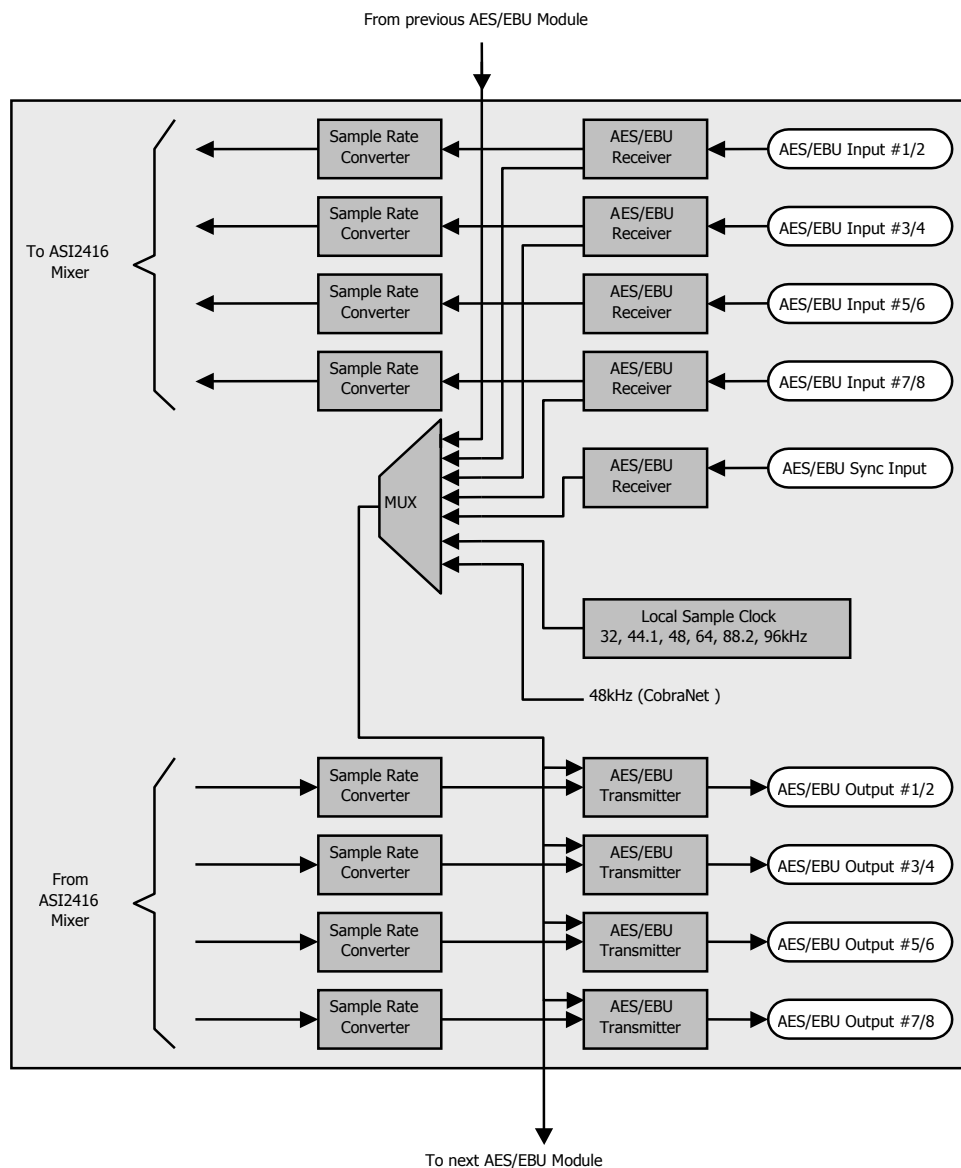 From previous AES/EBU Module
Sample Rate
Converter
AES/EBU
Receiver
AES/EBU Input #1/2
Sample Rate
Converter
AES/EBU
Receiver
AES/EBU Input #3/4
To ASI2416
Mixer
Sample Rate
Converter
AES/EBU
Receiver
AES/EBU Input #5/6
Sample Rate
Converter
AES/EBU
Receiver
AES/EBU Input #7/8
AES/EBU
Receiver
AES/EBU Sync Input
MUX
Local Sample Clock
32, 44.1, 48, 64, 88.2, 96kHz
48kHz (CobraNet )
Sample Rate
Converter
AES/EBU
Transmitter
AES/EBU Output #1/2
Sample Rate
Converter
AES/EBU
Transmitter
AES/EBU Output #3/4
From
ASI2416
Mixer
Sample Rate
Converter
AES/EBU
Transmitter
AES/EBU Output #5/6
Sample Rate
Converter
AES/EBU
Transmitter
AES/EBU Output #7/8
To next AES/EBU Module